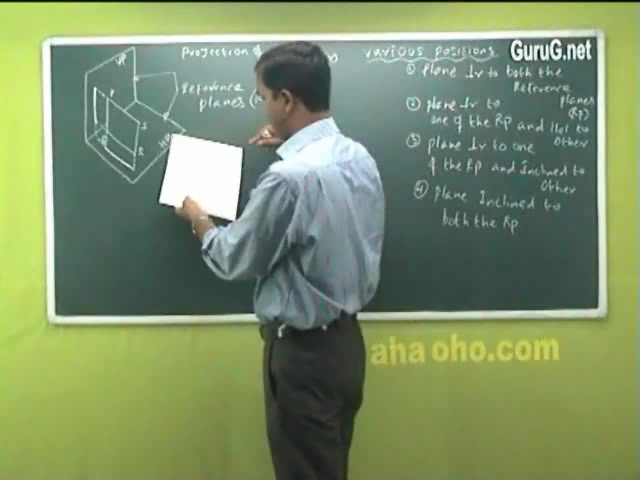 Projection of
Reference
planes
VP
P
S
R
various positions
GuruG.net
① Plane ⊥r to both the
Reference
Planes
(RP)
② plane ⊥r to
one of the RP and ||el to
Other
③ plane ⊥r to one
of the RP and Inclined to
Other
④ Plane Inclined to
both the RP
aha oho.com